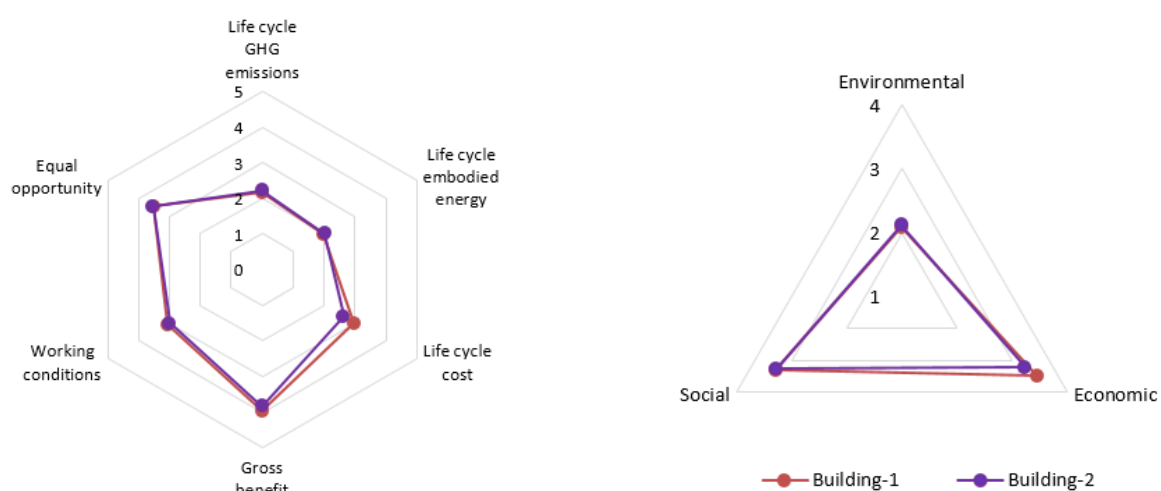 Life cycle
GHG
emissions
5
4
3
2
1
0
Life cycle
embodied
energy
Life cycle
cost
Gross
benefit
Working
conditions
Equal
opportunity
Environmental
4
3
2
1
Social
Economic
Building-1
Building-2